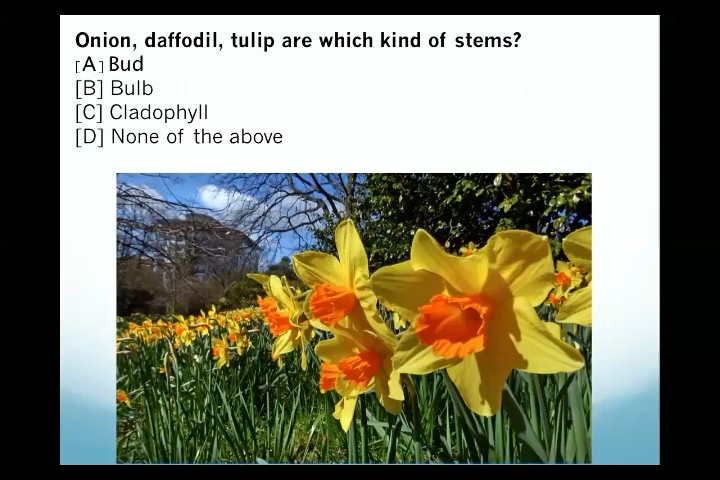 Onion, daffodil, tulip are which kind of stems?
[A] Bud
[B] Bulb
[C] Cladophyll
[D] None of the above